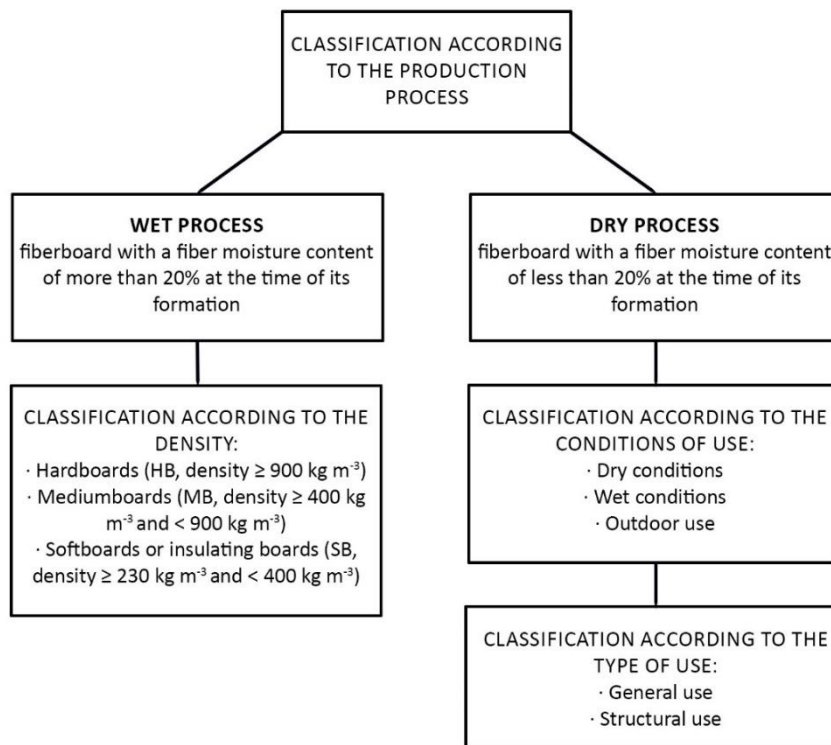 CLASSIFICATION ACCORDING
TO THE PRODUCTION
PROCESS
WET PROCESS
fiberboard with a fiber moisture content
of more than 20% at the time of its
formation
DRY PROCESS
fiberboard with a fiber moisture content
of less than 20% at the time of its
formation
CLASSIFICATION ACCORDING TO THE
DENSITY:
· Hardboards (HB, density ≥ 900 kg m⁻³)
· Mediumboards (MB, density ≥ 400 kg
m⁻³ and < 900 kg m⁻³)
· Softboards or insulating boards (SB,
density ≥ 230 kg m⁻³ and < 400 kg m⁻³)
CLASSIFICATION ACCORDING TO THE
CONDITIONS OF USE:
· Dry conditions
· Wet conditions
· Outdoor use
CLASSIFICATION ACCORDING TO THE
TYPE OF USE:
· General use
· Structural use